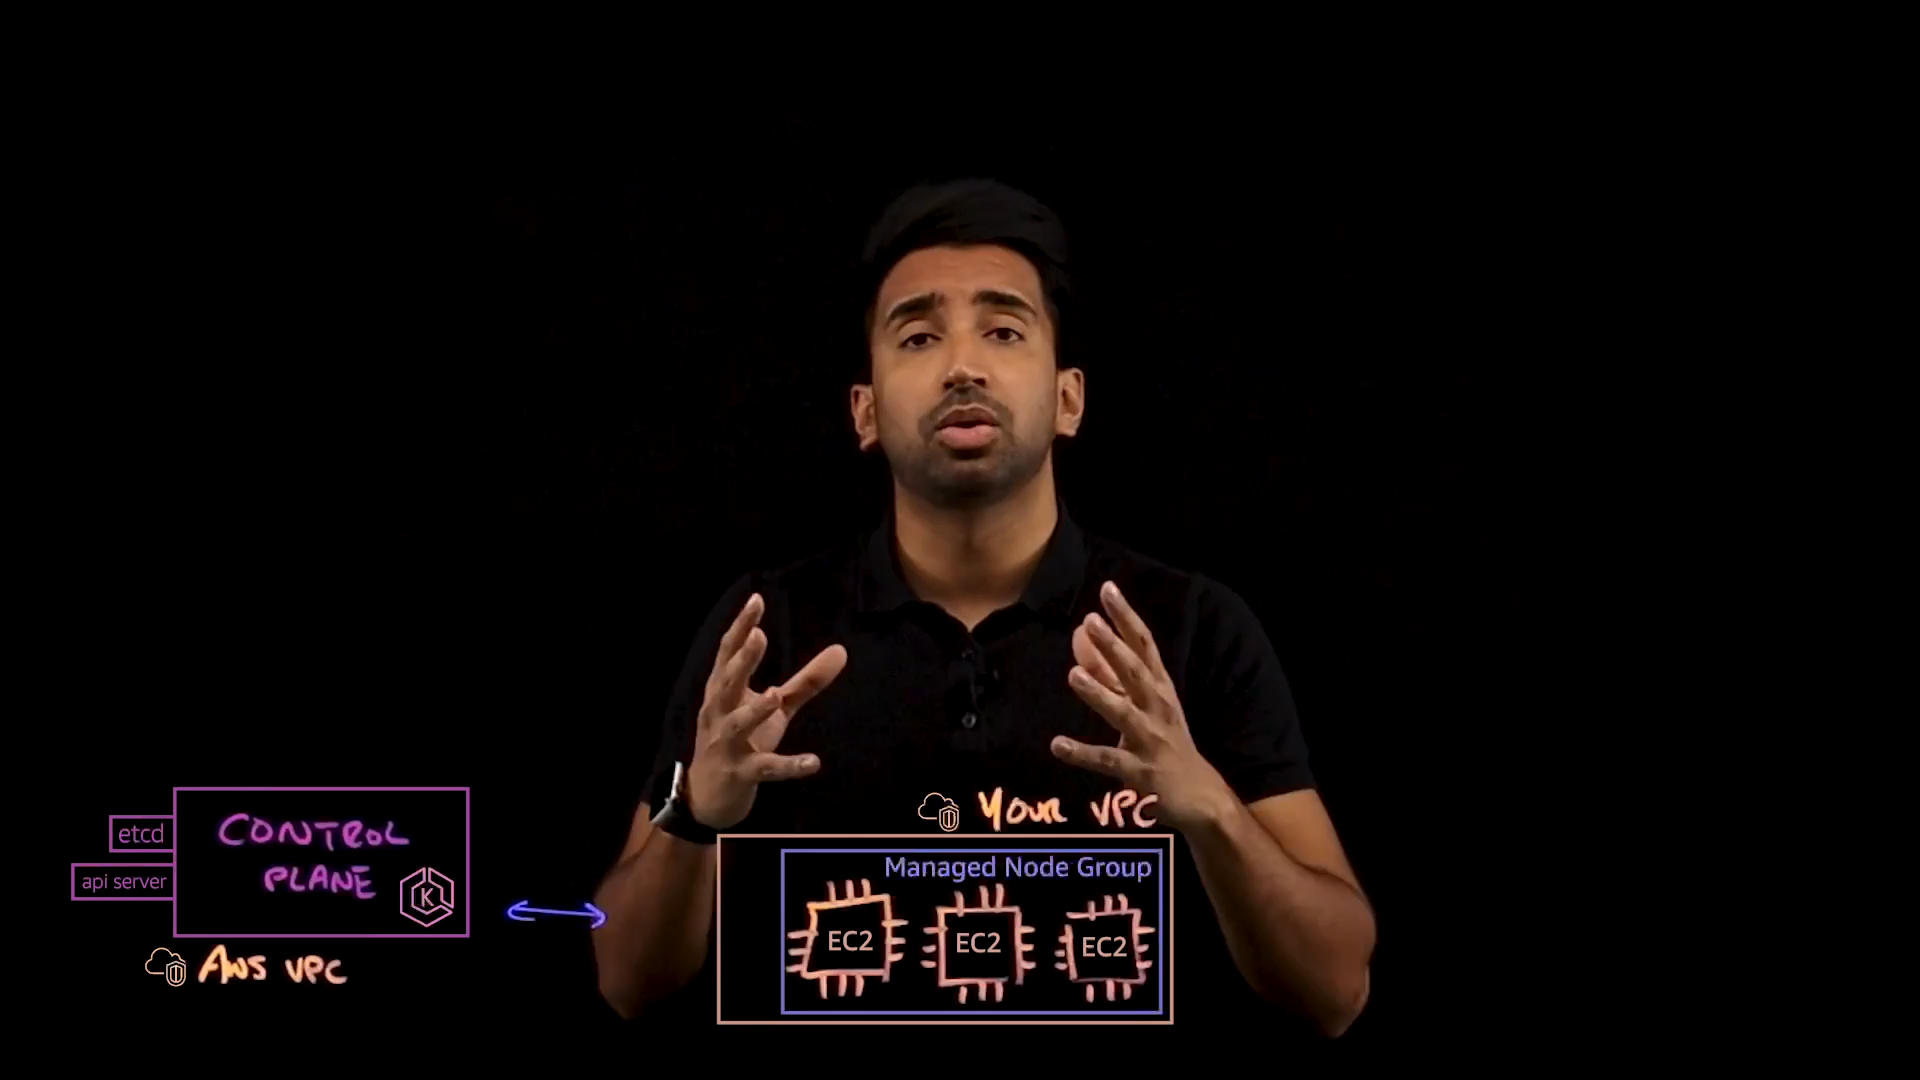 etcd
api server
CONTROL
PLANE
K
AWS VPC
YOUR VPC
Managed Node Group
EC2
EC2
EC2